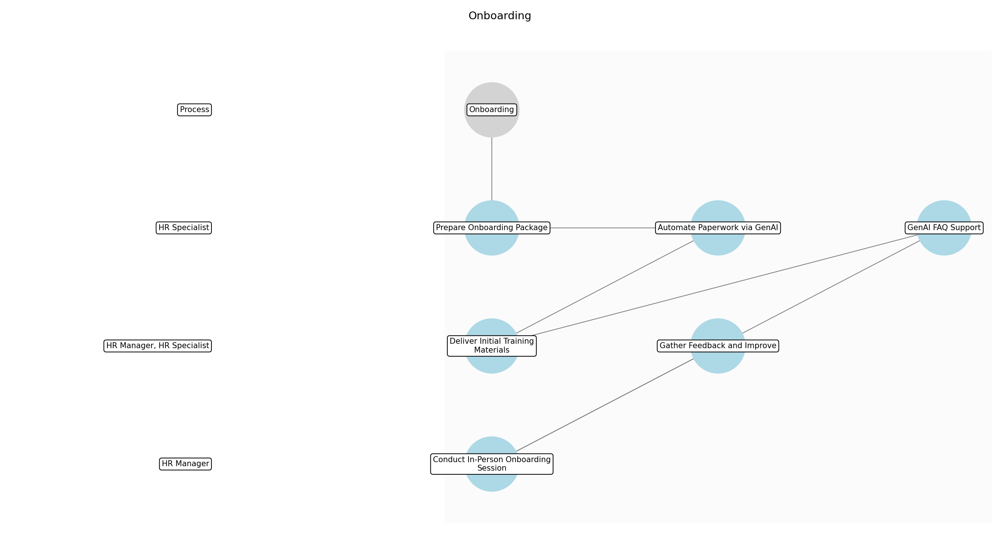 Onboarding
Process
Onboarding
HR Specialist
Prepare Onboarding Package
Automate Paperwork via GenAI
GenAI FAQ Support
HR Manager, HR Specialist
Deliver Initial Training
Materials
Gather Feedback and Improve
HR Manager
Conduct In-Person Onboarding
Session